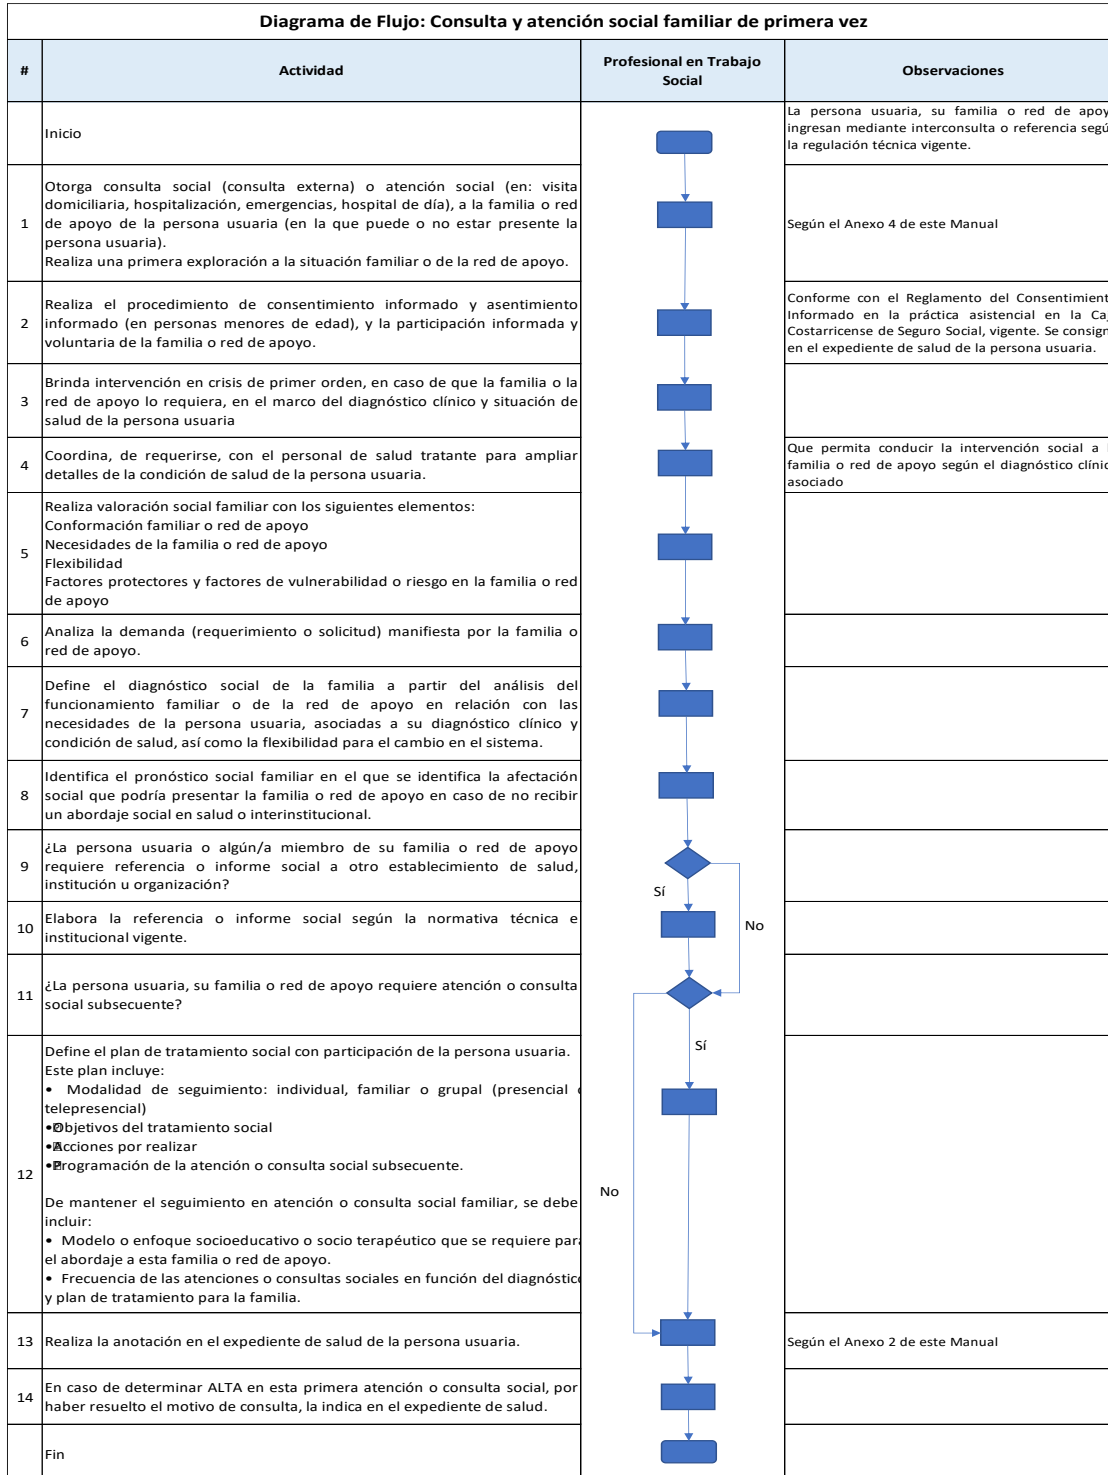 Diagrama de Flujo: Consulta y atención social familiar de primera vez
#
Actividad
Profesional en Trabajo
Social
Observaciones
Inicio
La persona usuaria, su familia o red de apoy
ingresan mediante interconsulta o referencia segú
la regulación técnica vigente.
1
Otorga consulta social (consulta externa) o atención social (en: visita
domiciliaria, hospitalización, emergencias, hospital de día), a la familia o red
de apoyo de la persona usuaria (en la que puede o no estar presente la
persona usuaria).
Realiza una primera exploración a la situación familiar o de la red de apoyo.
Según el Anexo 4 de este Manual
2
Realiza el procedimiento de consentimiento informado y asentimiento
informado (en personas menores de edad), y la participación informada y
voluntaria de la familia o red de apoyo.
Conforme con el Reglamento del Consentimient
Informado en la práctica asistencial en la Caj
Costarricense de Seguro Social, vigente. Se consign
en el expediente de salud de la persona usuaria.
3
Brinda intervención en crisis de primer orden, en caso de que la familia o la
red de apoyo lo requiera, en el marco del diagnóstico clínico y situación de
salud de la persona usuaria
4
Coordina, de requerirse, con el personal de salud tratante para ampliar
detalles de la condición de salud de la persona usuaria.
Que permita conducir la intervención social a l
familia o red de apoyo según el diagnóstico clínic
asociado
5
Realiza valoración social familiar con los siguientes elementos:
Conformación familiar o red de apoyo
Necesidades de la familia o red de apoyo
Flexibilidad
Factores protectores y factores de vulnerabilidad o riesgo en la familia o red
de apoyo
6
Analiza la demanda (requerimiento o solicitud) manifiesta por la familia o
red de apoyo.
7
Define el diagnóstico social de la familia a partir del análisis del
funcionamiento familiar o de la red de apoyo en relación con las
necesidades de la persona usuaria, asociadas a su diagnóstico clínico y
condición de salud, así como la flexibilidad para el cambio en el sistema.
8
Identifica el pronóstico social familiar en el que se identifica la afectación
social que podría presentar la familia o red de apoyo en caso de no recibir
un abordaje social en salud o interinstitucional.
9
¿La persona usuaria o algún/a miembro de su familia o red de apoyo
requiere referencia o informe social a otro establecimiento de salud,
institución u organización?
Sí
No
10
Elabora la referencia o informe social según la normativa técnica e
institucional vigente.
11
¿La persona usuaria, su familia o red de apoyo requiere atención o consulta
social subsecuente?
Sí
No
12
Define el plan de tratamiento social con participación de la persona usuaria.
Este plan incluye:
• Modalidad de seguimiento: individual, familiar o grupal (presencial o
telepresencial)
•Objetivos del tratamiento social
•Acciones por realizar
•Programación de la atención o consulta social subsecuente.
De mantener el seguimiento en atención o consulta social familiar, se debe
incluir:
• Modelo o enfoque socioeducativo o socio terapéutico que se requiere para
el abordaje a esta familia o red de apoyo.
• Frecuencia de las atenciones o consultas sociales en función del diagnóstico
y plan de tratamiento para la familia.
13
Realiza la anotación en el expediente de salud de la persona usuaria.
Según el Anexo 2 de este Manual
14
En caso de determinar ALTA en esta primera atención o consulta social, por
haber resuelto el motivo de consulta, la indica en el expediente de salud.
Fin